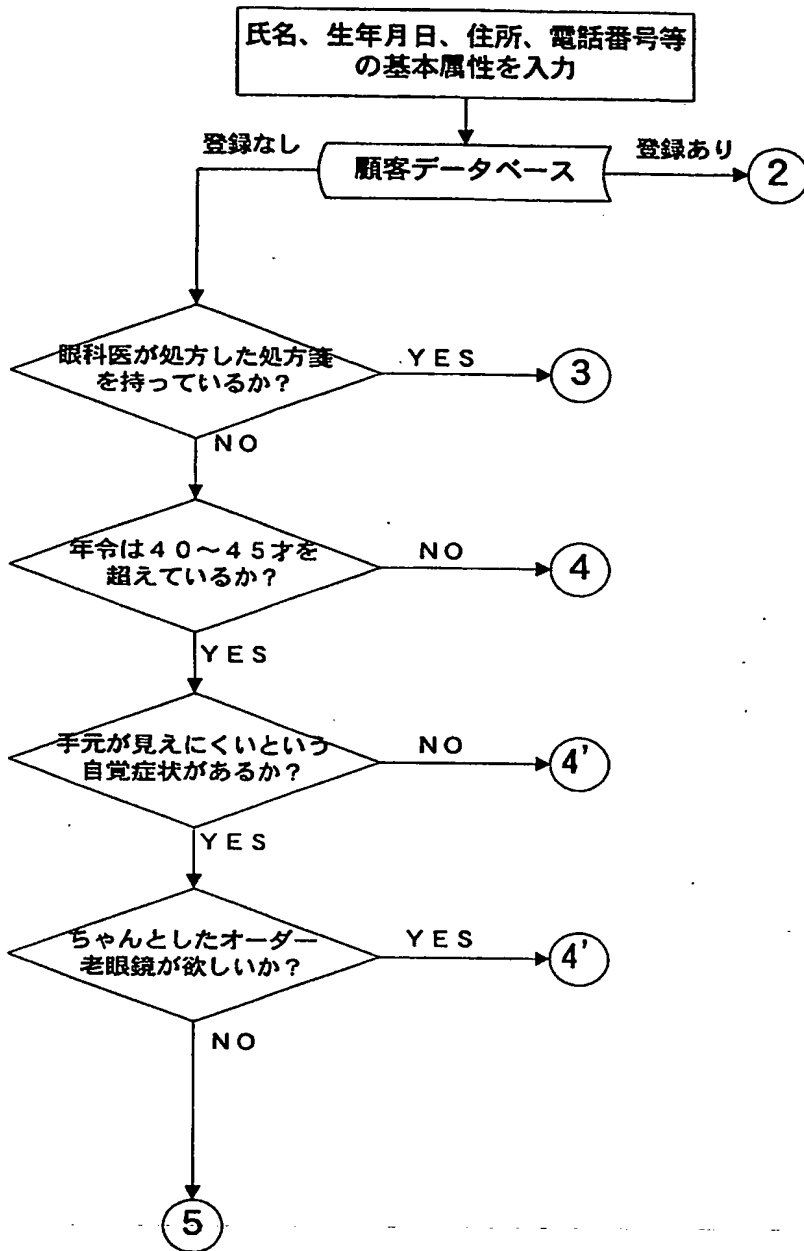 氏名、生年月日、住所、電話番号等
の基本属性を入力
登録なし
顧客データベース
登録あり
2
眼科医が処方した処方箋
を持っているか?
YES
3
NO
年令は40~45才を
超えているか?
NO
4
YES
手元が見えにくいという
自覚症状があるか?
NO
4'
YES
ちゃんとしたオーダー
老眼鏡が欲しいか?
YES
4'
NO
5